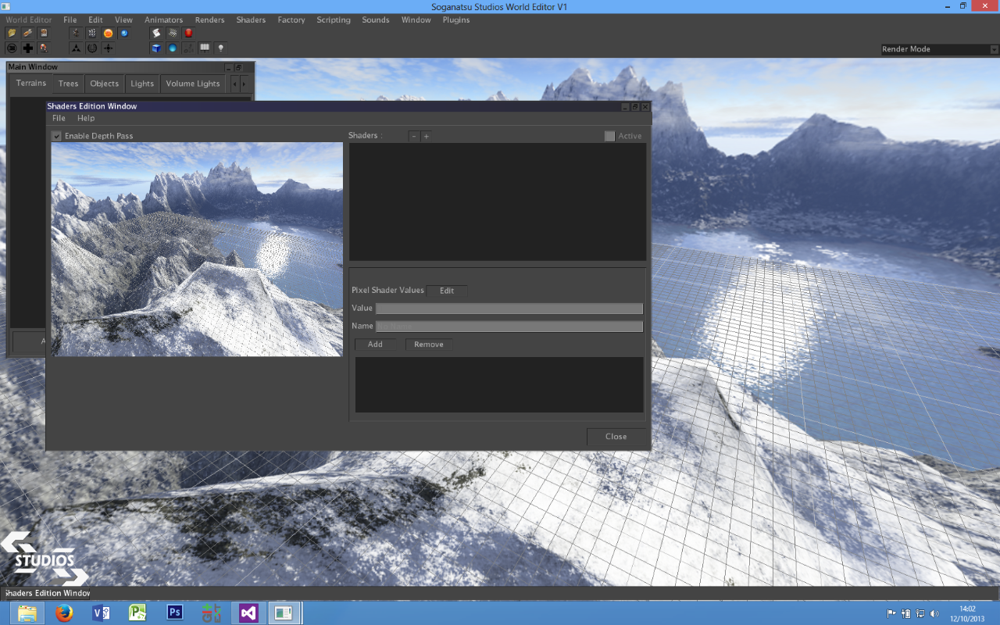 Soganatsu Studios World Editor V1
World Editor File Edit View Animators Renders Shaders Factory Scripting Sounds Window Plugins
Render Mode
Main Window
Terrains Trees Objects Lights Volume Lights
Shaders Edition Window
File Help
Enable Depth Pass
Shaders :
- +
Active
Pixel Shader Values Edit
Value
Name
Add Remove
Close
STUDIOS
Shaders Edition Window
Ps
14:02
12/10/2013